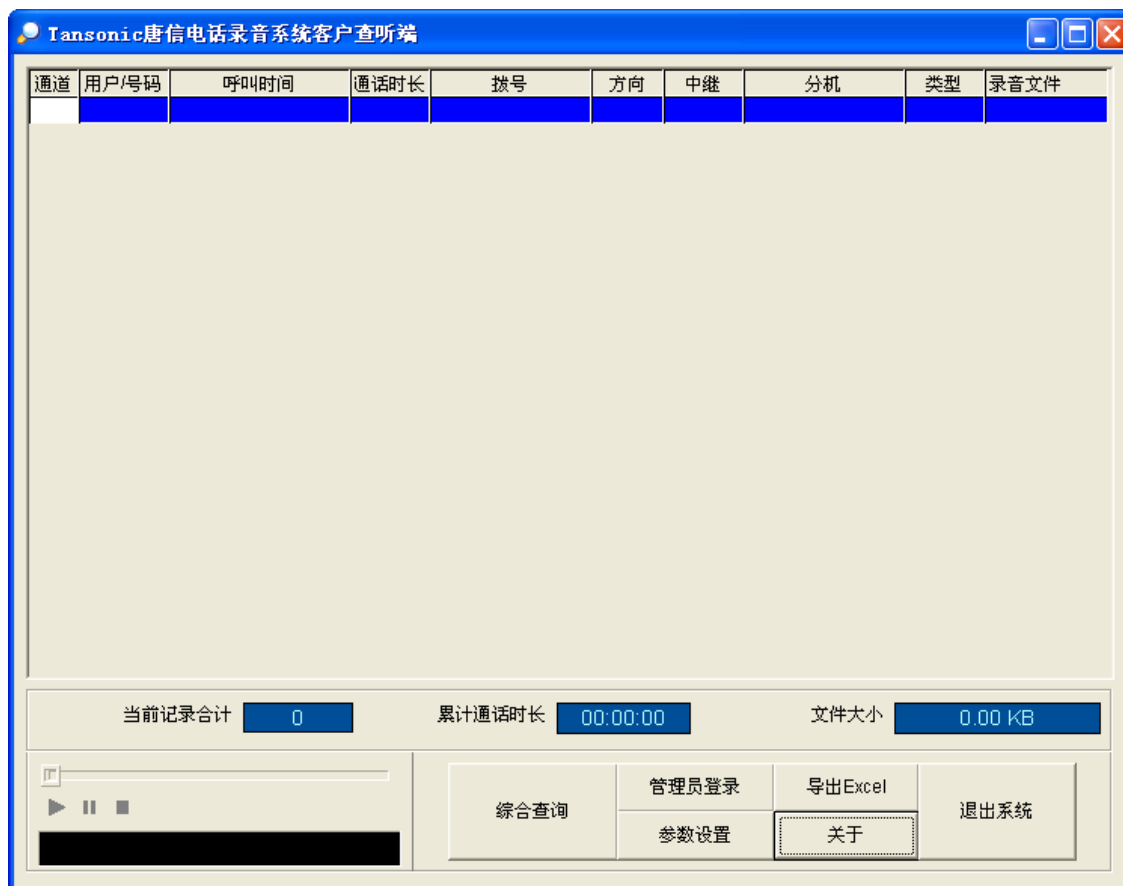 Tansonic唐信电话录音系统客户查听端
通道 用户/号码 呼叫时间 通话时长 拨号 方向 中继 分机 类型 录音文件
当前记录合计 0 累计通话时长 00:00:00 文件大小 0.00 KB
综合查询 管理员登录 导出Excel 退出系统
参数设置 关于